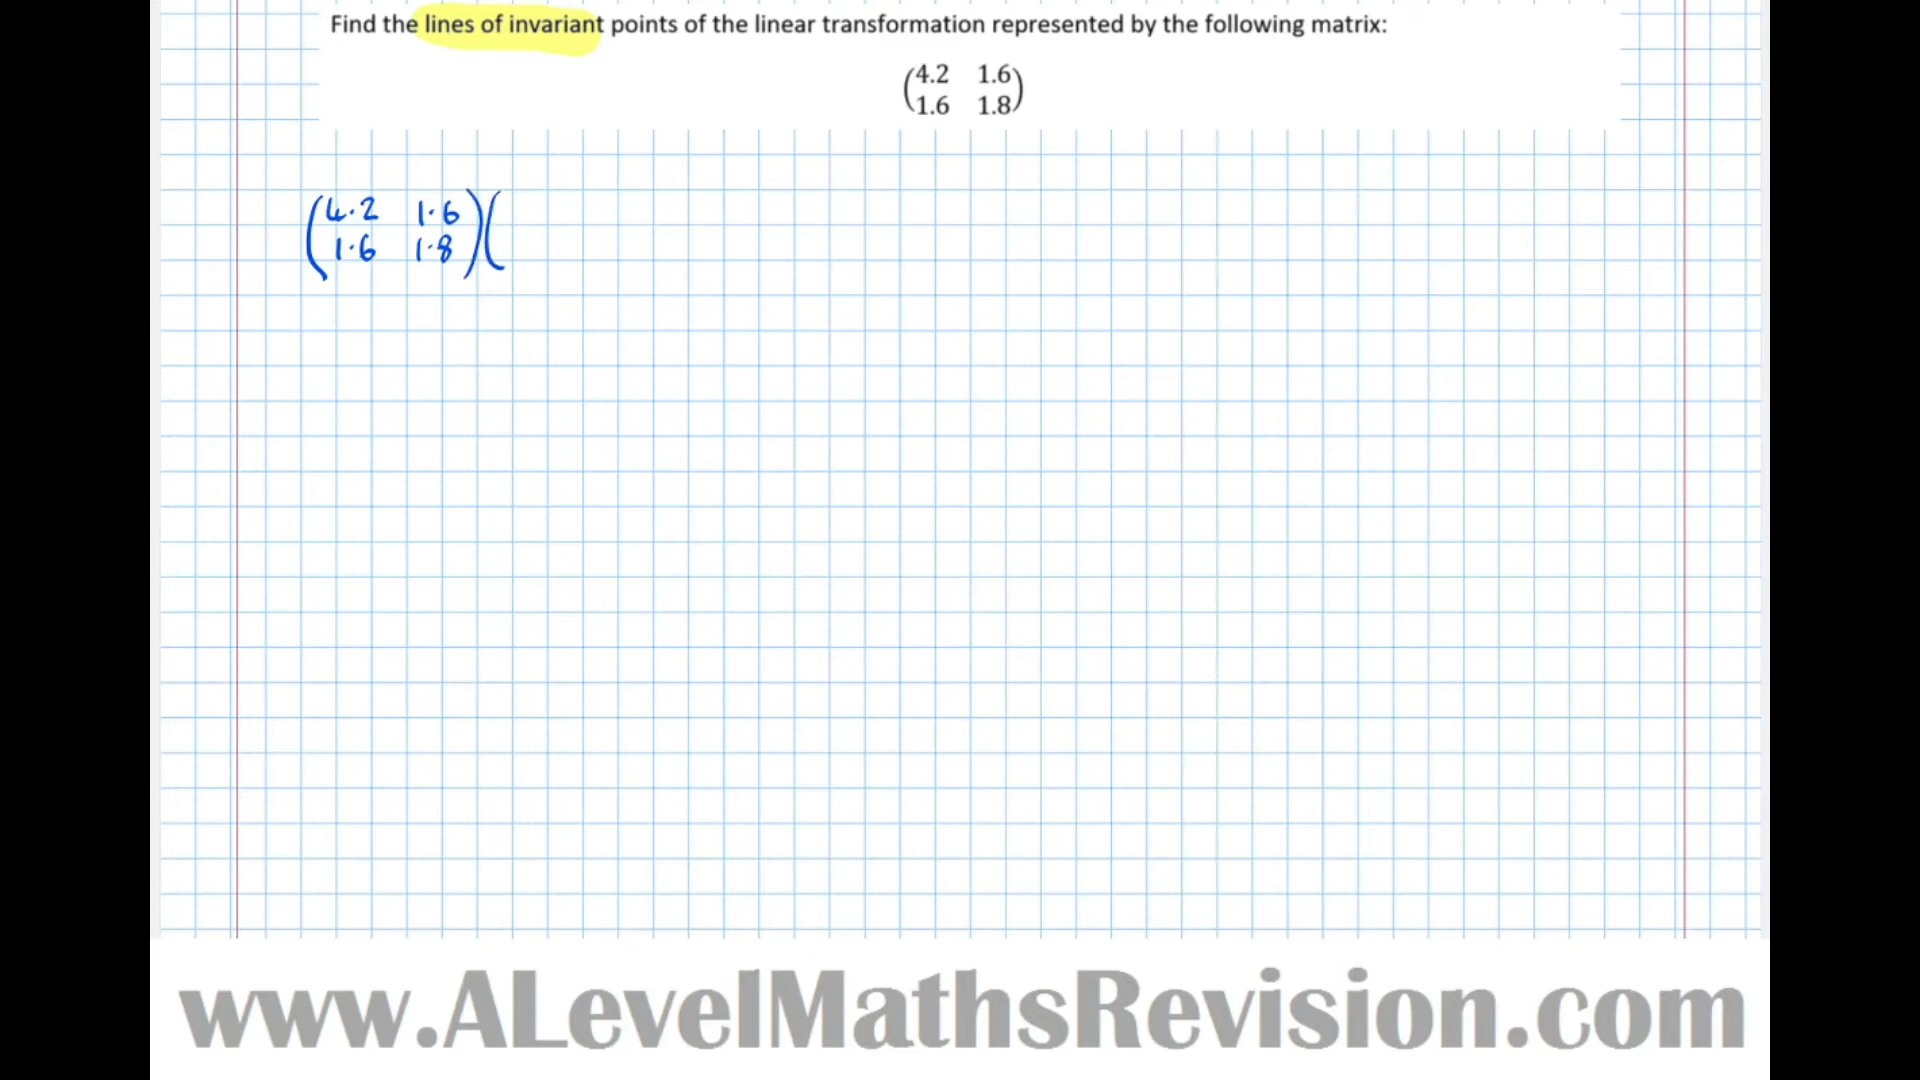 Find the lines of invariant points of the linear transformation represented by the following matrix:
(4.2 1.6
1.6 1.8)
(4·2 1·6
1·6 1·8)(
www.ALevelMathsRevision.com